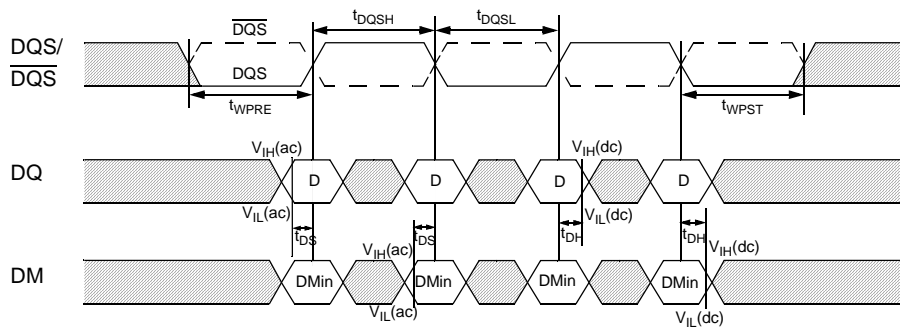 tDQSH tDQSL
DQS
DQS/
DQS
DQS
tWPRE tWPST
VIH(ac) VIH(dc)
DQ D D D D
VIL(ac) VIL(dc)
tDS tDS tDH tDH
VIH(ac) VIH(dc)
DM DMin DMin DMin DMin
VIL(ac) VIL(dc)